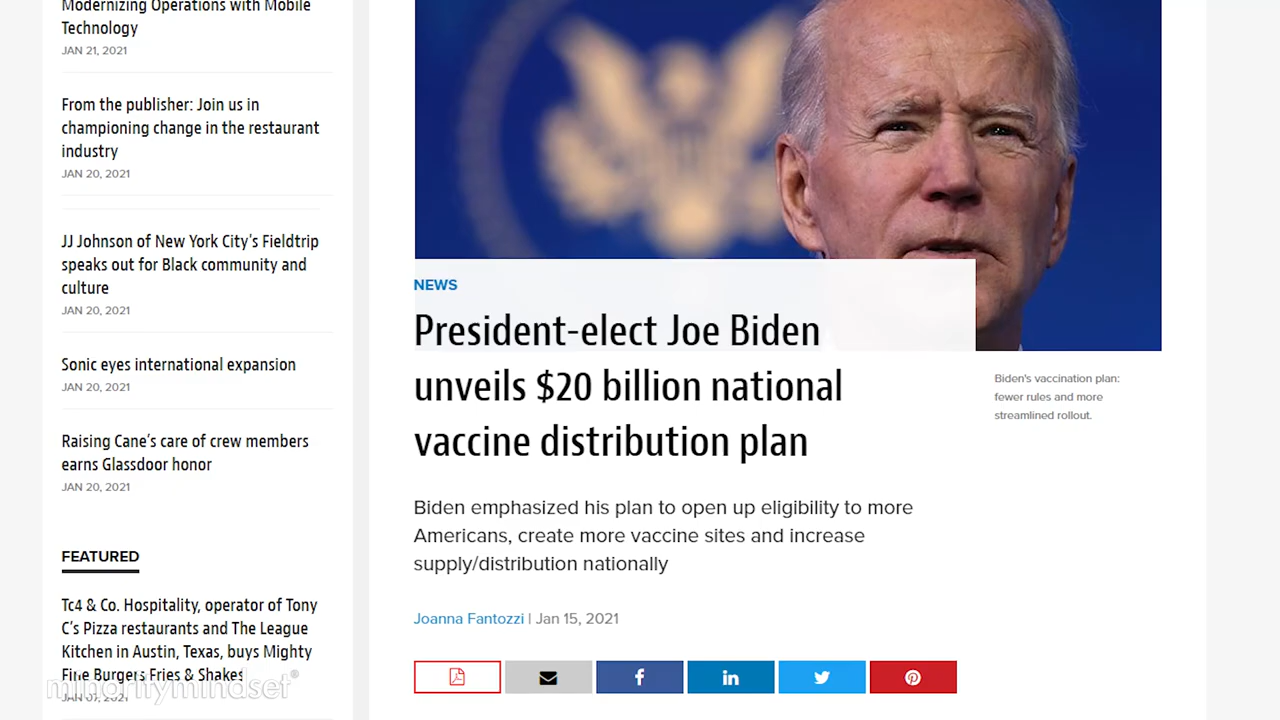 Modernizing Operations with Mobile
Technology
JAN 21, 2021
From the publisher: Join us in
championing change in the restaurant
industry
JAN 20, 2021
JJ Johnson of New York City's Fieldtrip
speaks out for Black community and
culture
JAN 20, 2021
Sonic eyes international expansion
JAN 20, 2021
Raising Cane's care of crew members
earns Glassdoor honor
JAN 20, 2021
FEATURED
Tc4 & Co. Hospitality, operator of Tony
C's Pizza restaurants and The League
Kitchen in Austin, Texas, buys Mighty
Fine Burgers Fries & Shakes
JAN 07, 2021
minoritymindset®
NEWS
President-elect Joe Biden
unveils $20 billion national
vaccine distribution plan
Biden's vaccination plan:
fewer rules and more
streamlined rollout.
Biden emphasized his plan to open up eligibility to more
Americans, create more vaccine sites and increase
supply/distribution nationally
Joanna Fantozzi | Jan 15, 2021